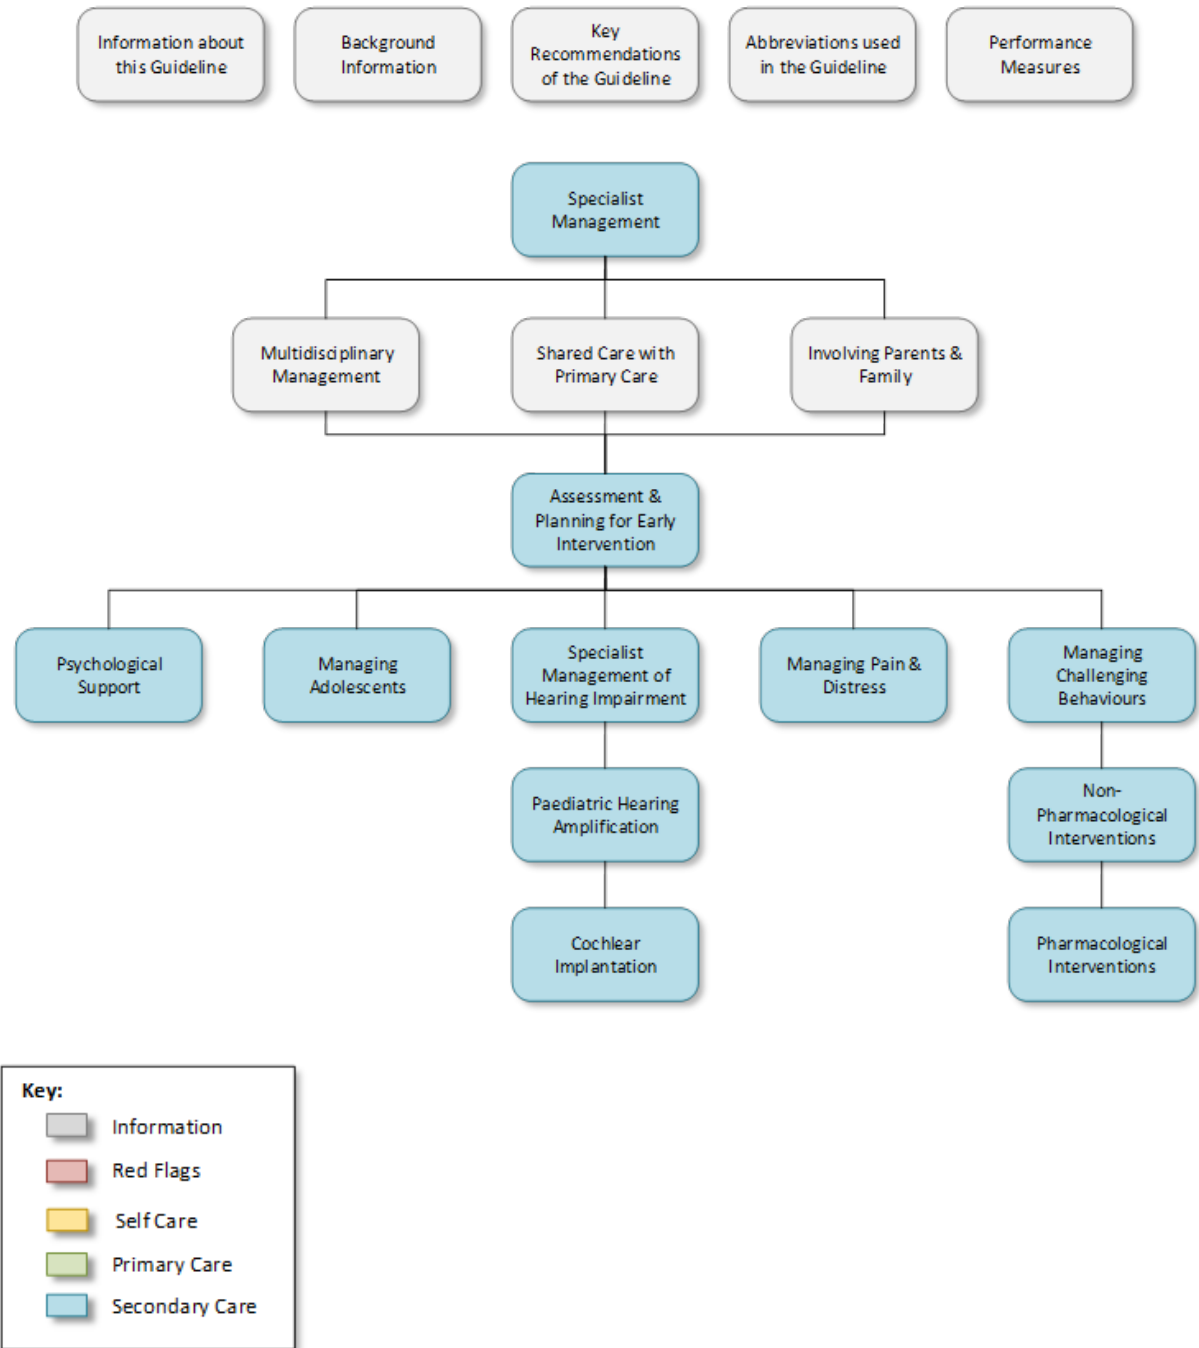 Information about
this Guideline
Background
Information
Key
Recommendations
of the Guideline
Abbreviations used
in the Guideline
Performance
Measures
Specialist
Management
Multidisciplinary
Management
Shared Care with
Primary Care
Involving Parents &
Family
Assessment &
Planning for Early
Intervention
Psychological
Support
Managing
Adolescents
Specialist
Management of
Hearing Impairment
Managing Pain &
Distress
Managing
Challenging
Behaviours
Paediatric Hearing
Amplification
Non-
Pharmacological
Interventions
Cochlear
Implantation
Pharmacological
Interventions
Key:
Information
Red Flags
Self Care
Primary Care
Secondary Care